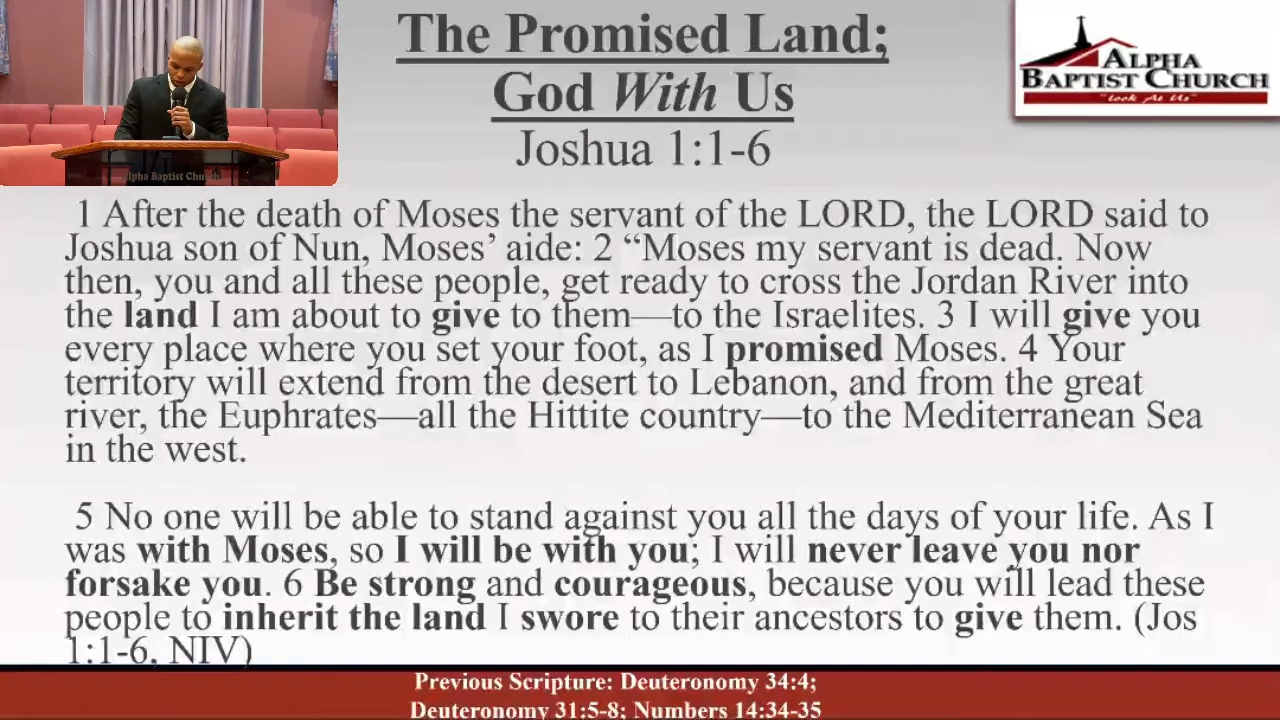 The Promised Land;
God With Us
Joshua 1:1-6
ALPHA
BAPTIST CHURCH
"Look At Us"
Alpha Baptist Church
1 After the death of Moses the servant of the LORD, the LORD said to
Joshua son of Nun, Moses’ aide: 2 “Moses my servant is dead. Now
then, you and all these people, get ready to cross the Jordan River into
the land I am about to give to them—to the Israelites. 3 I will give you
every place where you set your foot, as I promised Moses. 4 Your
territory will extend from the desert to Lebanon, and from the great
river, the Euphrates—all the Hittite country—to the Mediterranean Sea
in the west.
5 No one will be able to stand against you all the days of your life. As I
was with Moses, so I will be with you; I will never leave you nor
forsake you. 6 Be strong and courageous, because you will lead these
people to inherit the land I swore to their ancestors to give them. (Jos
1:1-6, NIV)
Previous Scripture: Deuteronomy 34:4;
Deuteronomy 31:5-8; Numbers 14:34-35